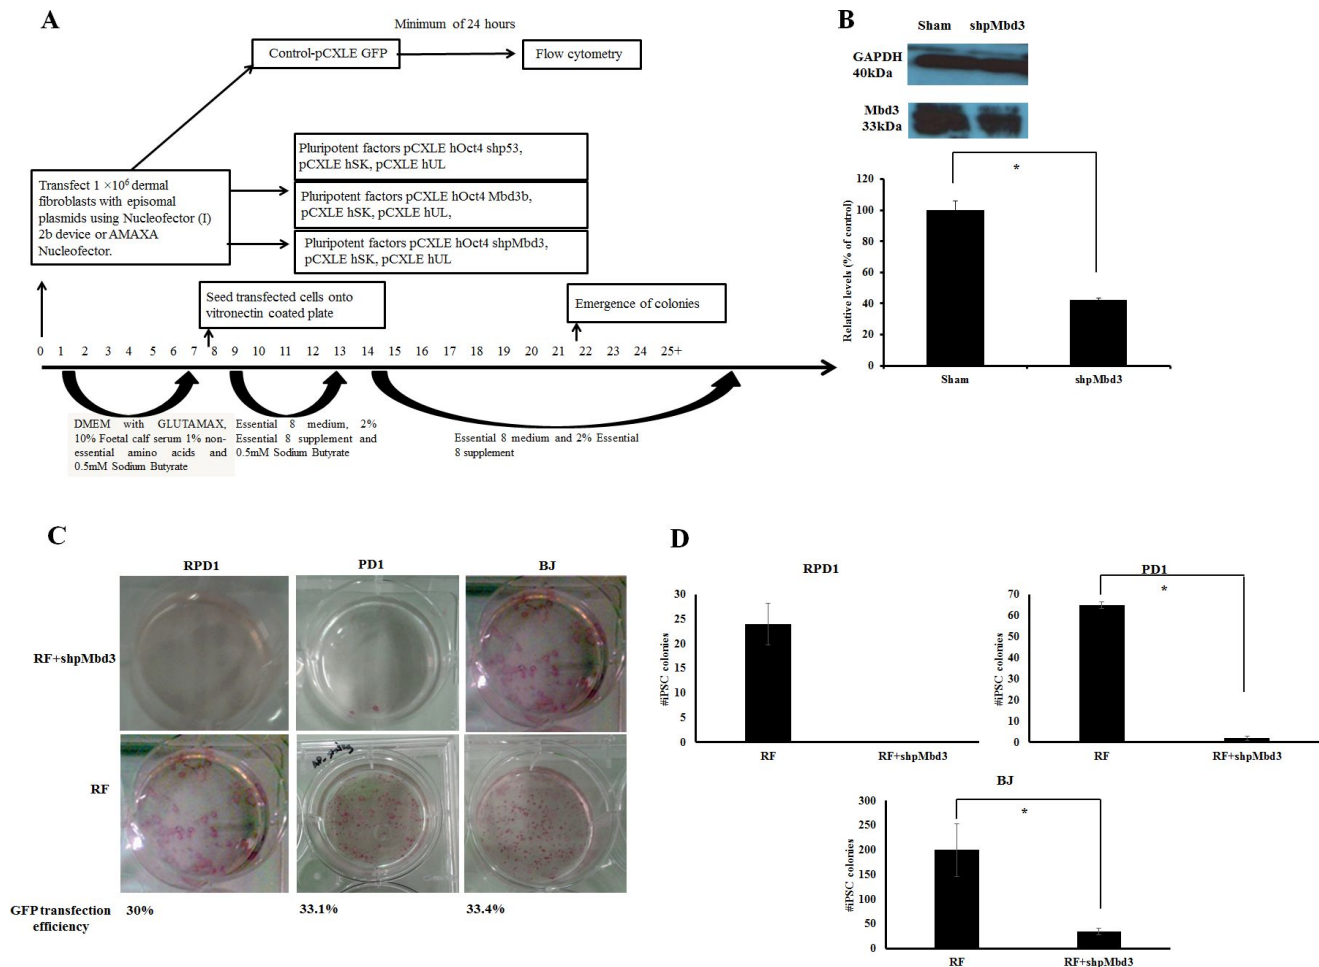 A
Minimum of 24 hours
Control-pCXLE GFP
Flow cytometry
Pluripotent factors pCXLE hOct4 shp53,
pCXLE hSK, pCXLE hUL
Transfect 1 ×10⁶ dermal
fibroblasts with episomal
plasmids using Nucleofector (I)
2b device or AMAXA
Nucleofector.
Pluripotent factors pCXLE hOct4 Mbd3b,
pCXLE hSK, pCXLE hUL,
Pluripotent factors pCXLE hOct4 shpMbd3,
pCXLE hSK, pCXLE hUL
Seed transfected cells onto
vitronectin coated plate
Emergence of colonies
0 1 2 3 4 5 6 7 8 9 10 11 12 13 14 15 16 17 18 19 20 21 22 23 24 25+
DMEM with GLUTAMAX,
10% Foetal calf serum 1% non-
essential amino acids and
0.5mM Sodium Butyrate
Essential 8 medium, 2%
Essential 8 supplement and
0.5mM Sodium Butyrate
Essential 8 medium and 2% Essential
8 supplement
B
Sham shpMbd3
GAPDH
40kDa
Mbd3
33kDa
*
Relative levels (% of control)
120
100
80
60
40
20
0
Sham shpMbd3
C
RPD1 PD1 BJ
RF+shpMbd3
RF
GFP transfection
efficiency
30% 33.1% 33.4%
D
RPD1
#iPSC colonies
30
25
20
15
10
5
0
RF RF+shpMbd3
PD1
*
#iPSC colonies
70
60
50
40
30
20
10
0
RF RF+shpMbd3
BJ
*
#iPSC colonies
300
250
200
150
100
50
0
RF RF+shpMbd3